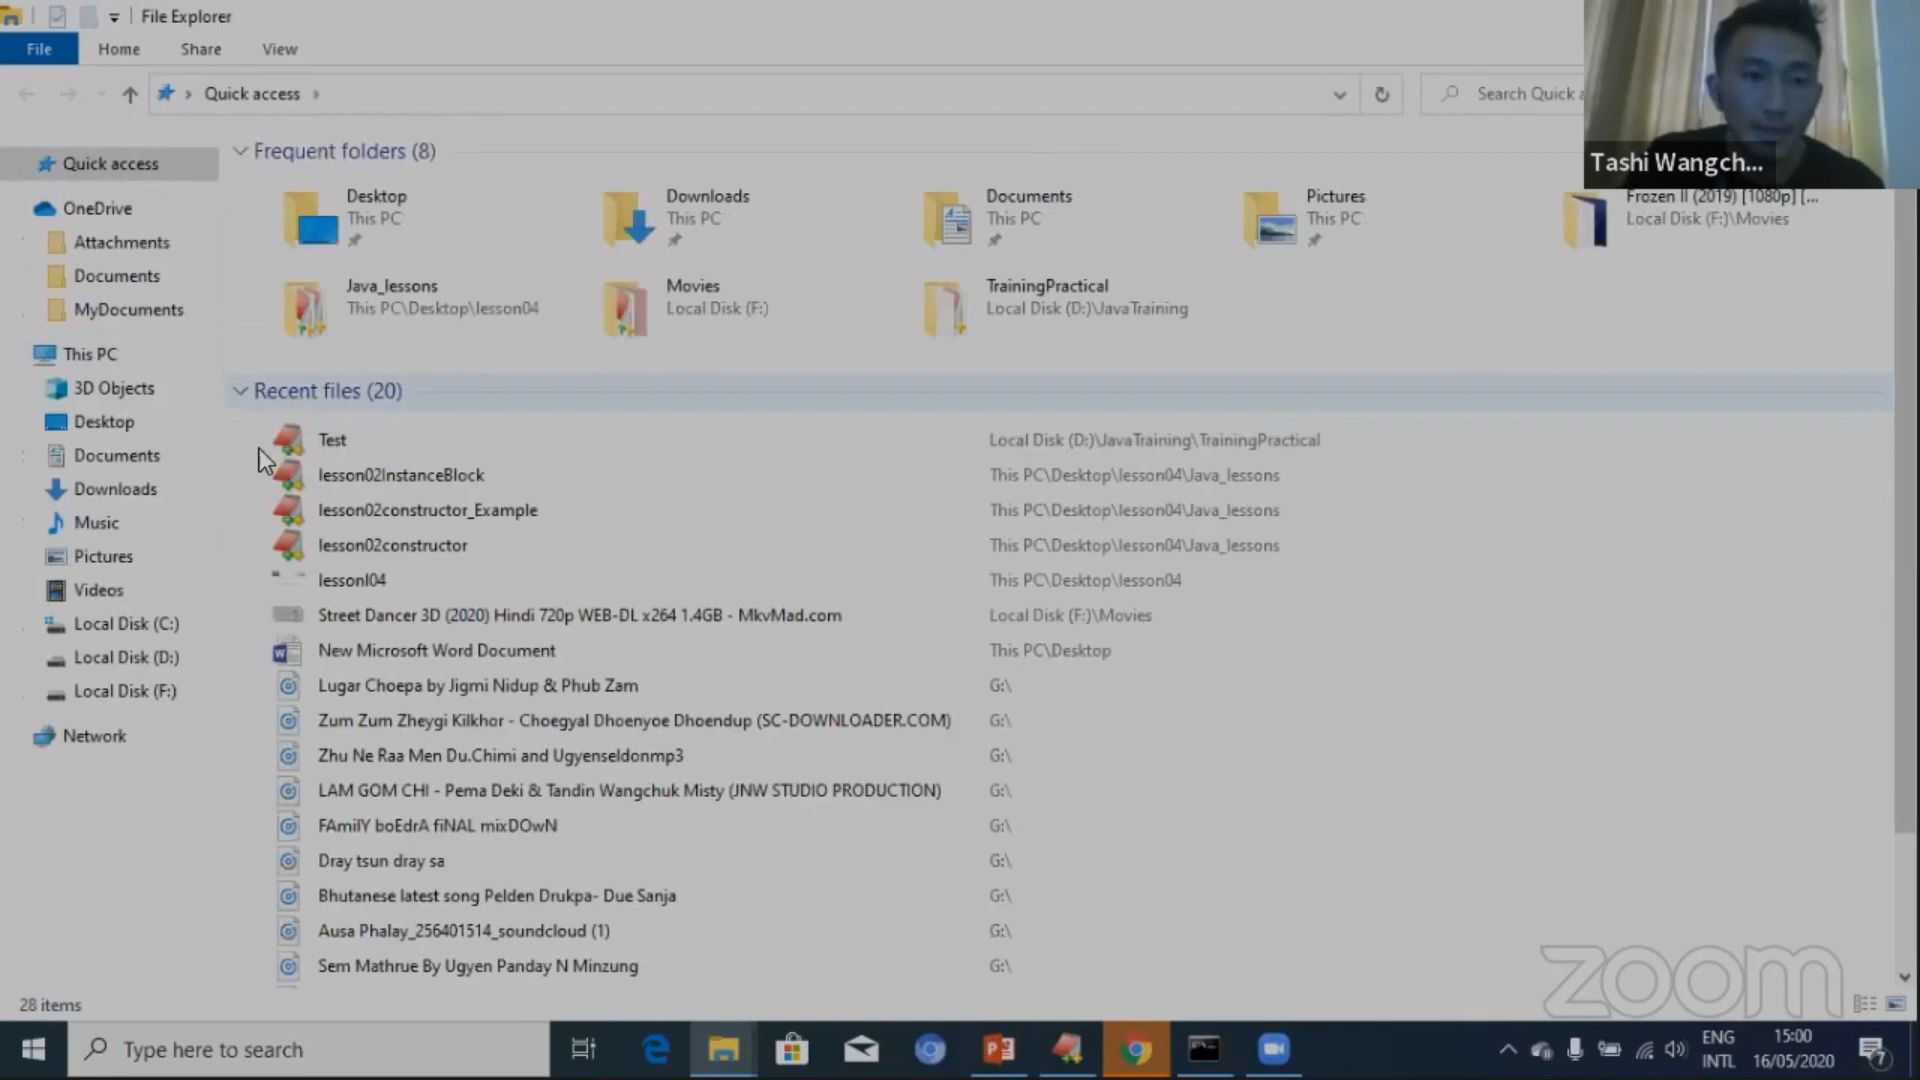 File Explorer
File Home Share View
Quick access
Search Quick a
Tashi Wangch...
Quick access
OneDrive
Attachments
Documents
MyDocuments
This PC
3D Objects
Desktop
Documents
Downloads
Music
Pictures
Videos
Local Disk (C:)
Local Disk (D:)
Local Disk (F:)
Network
Frequent folders (8)
Desktop
This PC
Downloads
This PC
Documents
This PC
Pictures
This PC
Frozen II (2019) [1080p] [...
Local Disk (F:)\Movies
Java_lessons
This PC\Desktop\lesson04
Movies
Local Disk (F:)
TrainingPractical
Local Disk (D:)\JavaTraining
Recent files (20)
Test Local Disk (D:)\JavaTraining\TrainingPractical
lesson02InstanceBlock This PC\Desktop\lesson04\Java_lessons
lesson02constructor_Example This PC\Desktop\lesson04\Java_lessons
lesson02constructor This PC\Desktop\lesson04\Java_lessons
lessonl04 This PC\Desktop\lesson04
Street Dancer 3D (2020) Hindi 720p WEB-DL x264 1.4GB - MkvMad.com Local Disk (F:)\Movies
New Microsoft Word Document This PC\Desktop
Lugar Choepa by Jigmi Nidup & Phub Zam G:\
Zum Zum Zheygi Kilkhor - Choegyal Dhoenyoe Dhoendup (SC-DOWNLOADER.COM) G:\
Zhu Ne Raa Men Du.Chimi and Ugyenseldonmp3 G:\
LAM GOM CHI - Pema Deki & Tandin Wangchuk Misty (JNW STUDIO PRODUCTION) G:\
FAmilY boEdrA fiNAL mixDOwN G:\
Dray tsun dray sa G:\
Bhutanese latest song Pelden Drukpa- Due Sanja G:\
Ausa Phalay_256401514_soundcloud (1) G:\
Sem Mathrue By Ugyen Panday N Minzung G:\
28 items
zoom
Type here to search
ENG
INTL
15:00
16/05/2020
7